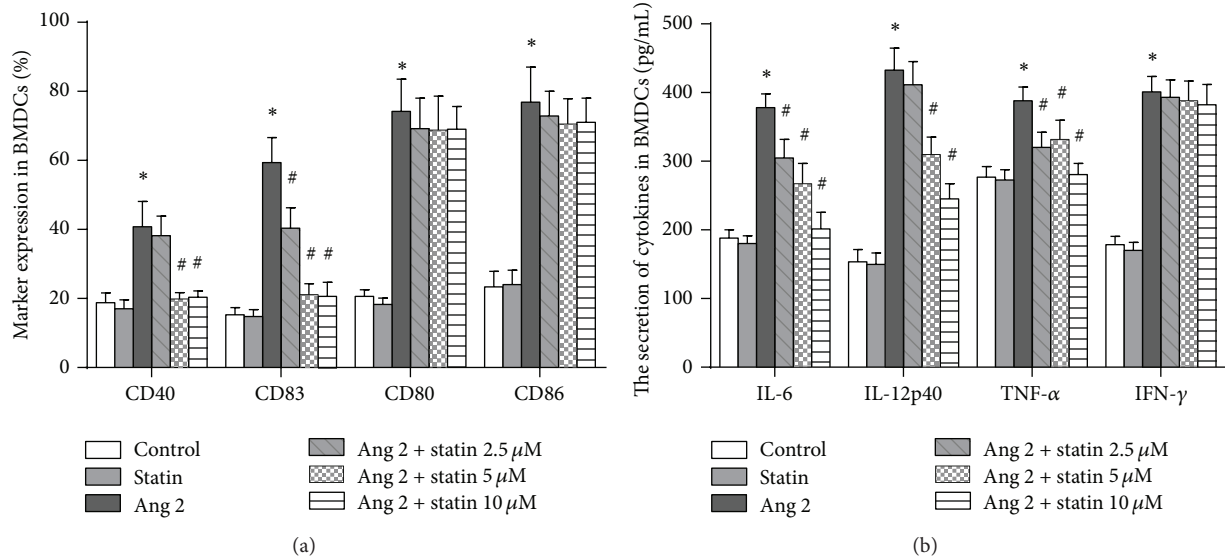 Marker expression in BMDCs (%)
100
80
60
40
20
0
*
#
#
*
#
#
#
*
*
CD40
CD83
CD80
CD86
Control
Statin
Ang 2
Ang 2 + statin 2.5 μM
Ang 2 + statin 5 μM
Ang 2 + statin 10 μM
(a)
The secretion of cytokines in BMDCs (pg/mL)
500
400
300
200
100
0
*
#
#
#
*
#
#
*
#
#
#
*
IL-6
IL-12p40
TNF-α
IFN-γ
Control
Statin
Ang 2
Ang 2 + statin 2.5 μM
Ang 2 + statin 5 μM
Ang 2 + statin 10 μM
(b)